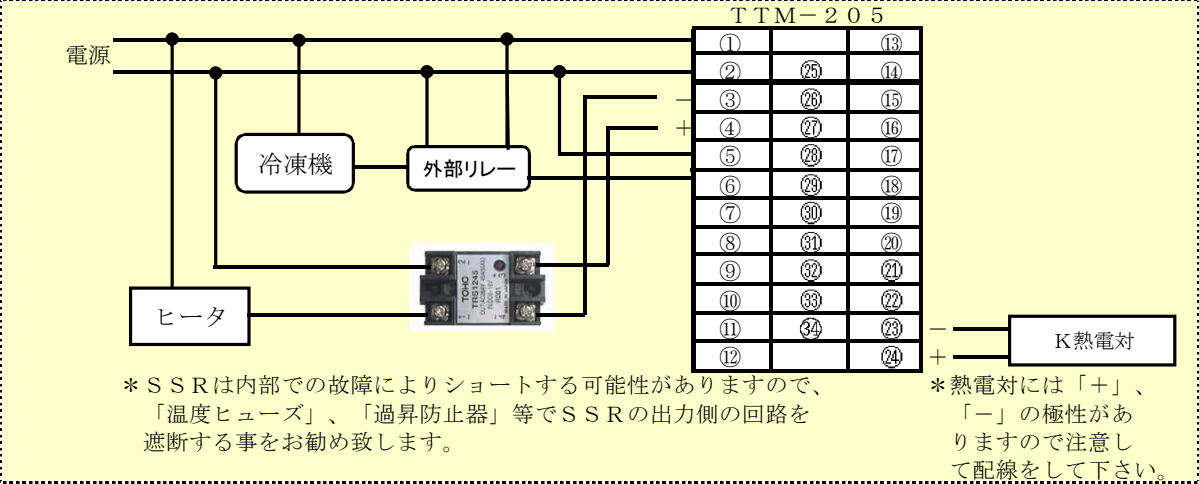 TTM－205
電源
① ⑬
② ㉕ ⑭
－ ③ ㉖ ⑮
＋ ④ ㉗ ⑯
⑤ ㉘ ⑰
⑥ ㉙ ⑱
⑦ ㉚ ⑲
⑧ ㉛ ⑳
⑨ ㉜ ㉑
⑩ ㉝ ㉒
⑪ ㉞ ㉓ －
⑫ ㉔ ＋
冷凍機
外部リレー
ヒータ
TOHO
TRS1245
K熱電対
＊SSRは内部での故障によりショートする可能性がありますので、
「温度ヒューズ」、「過昇防止器」等でSSRの出力側の回路を
遮断する事をお勧め致します。
＊熱電対には「＋」、
「－」の極性があ
りますので注意し
て配線をして下さい。